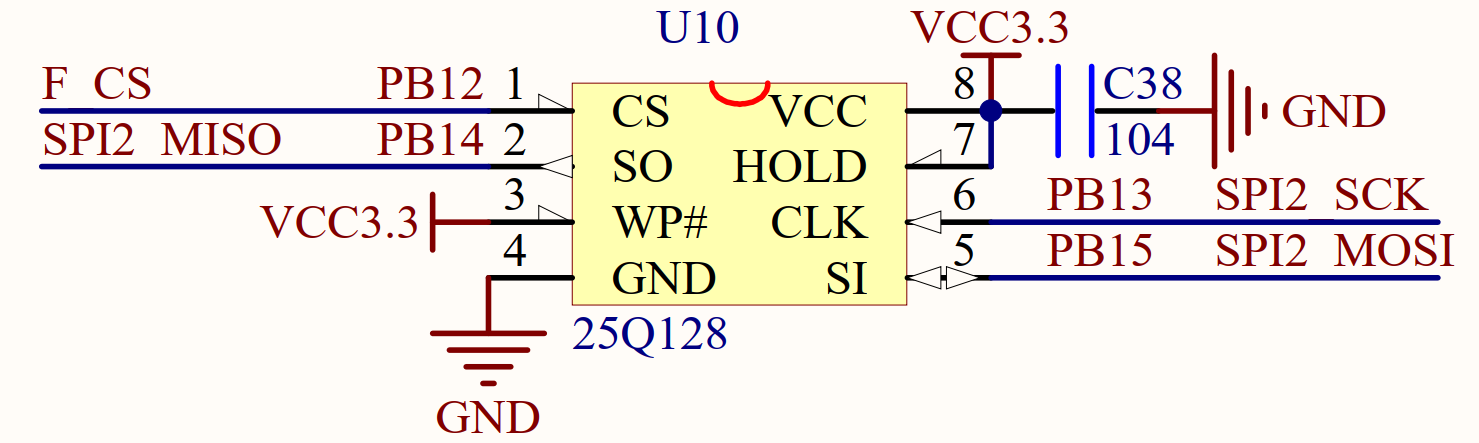 U10 VCC3.3
F_CS PB12 1 CS VCC 8 C38 GND
SPI2_MISO PB14 2 SO HOLD 7 104
VCC3.3 3 WP# CLK 6 PB13 SPI2_SCK
4 GND SI 5 PB15 SPI2_MOSI
25Q128
GND